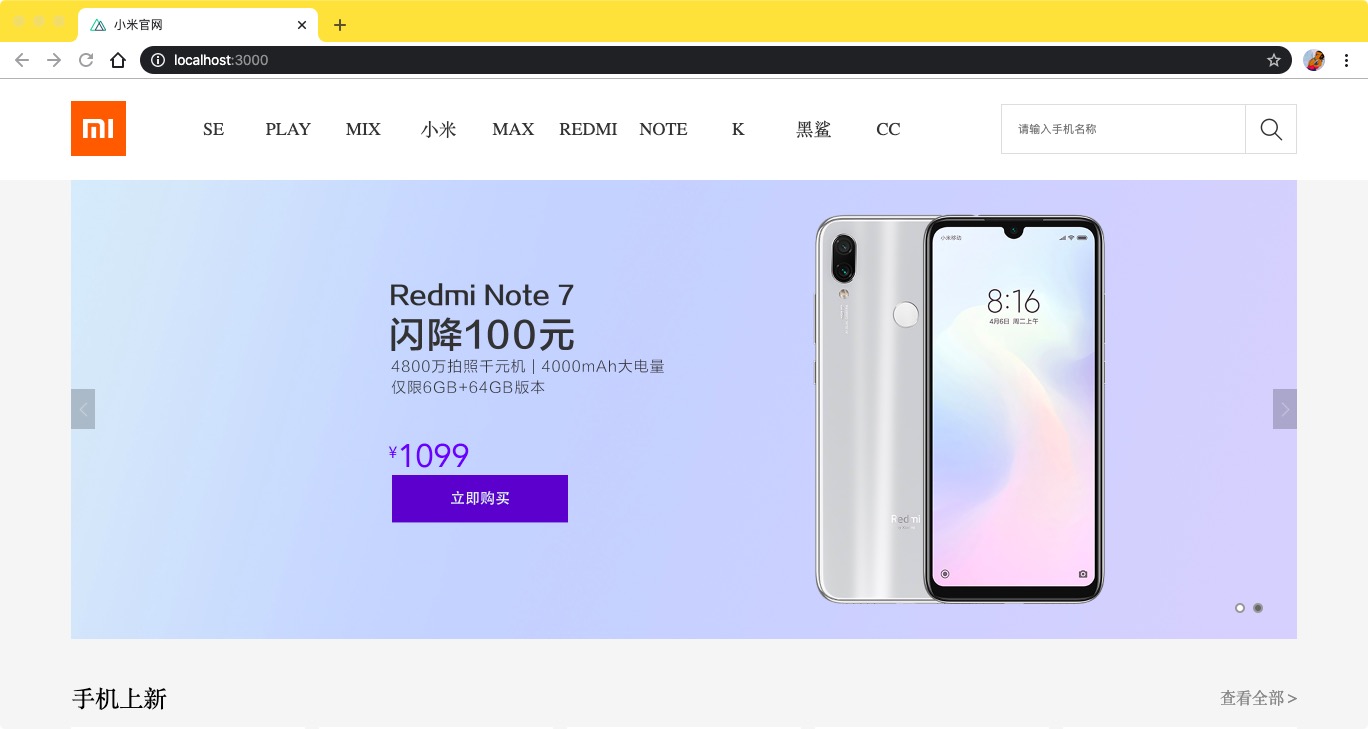 小米官网
localhost:3000
SE PLAY MIX 小米 MAX REDMI NOTE K 黑鲨 CC
请输入手机名称
小米移动
Redmi Note 7
闪降100元
4800万拍照千元机 | 4000mAh大电量
仅限6GB+64GB版本
8:16
4月6日 周二上午
¥1099
立即购买
Redmi
手机上新
查看全部 >